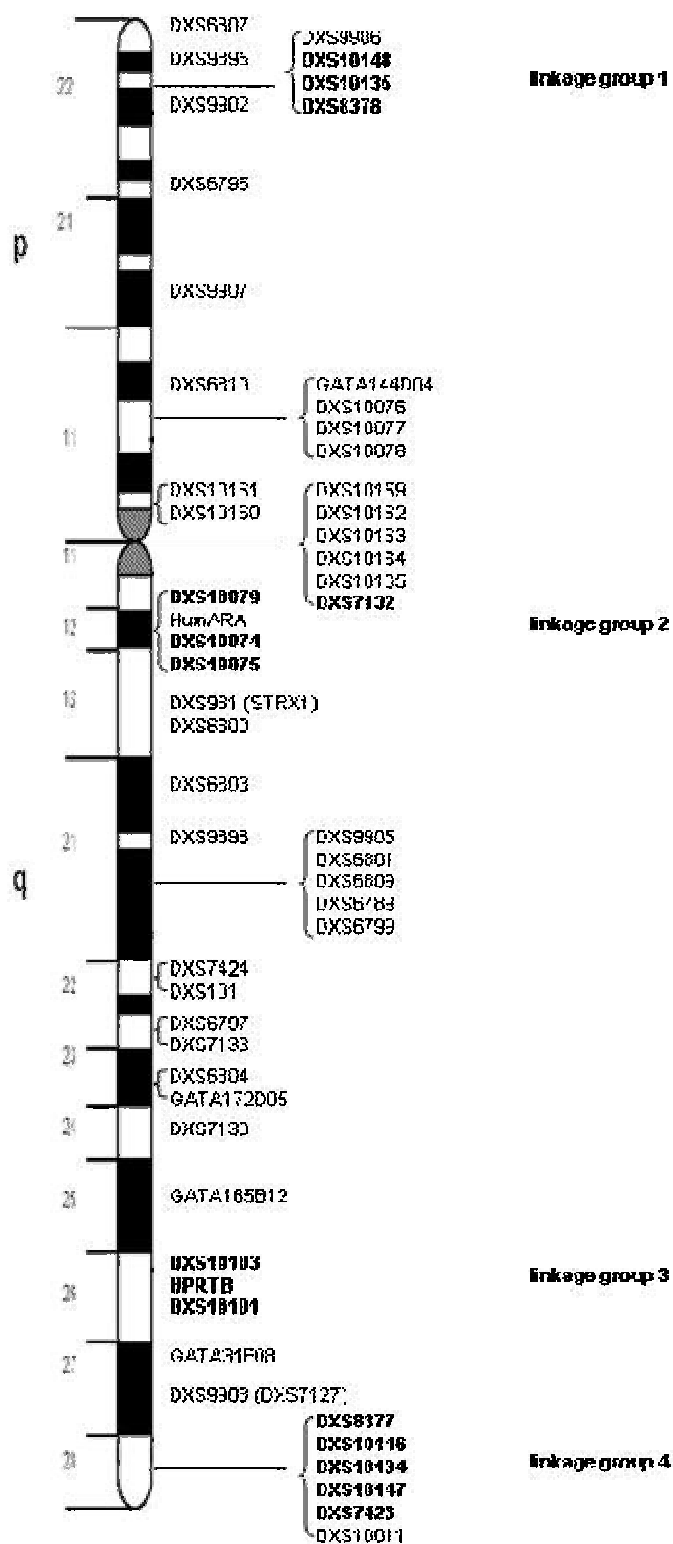 DXS6807
DXS9895
DXS9902
DXS9906
DXS10148
DXS10135
DXS8378
linkage group 1
22
DXS6795
21
p
DXS9907
DXS6810
GATA144D04
DXS10076
DXS10077
DXS10078
11
DXS10161
DXS10160
DXS10159
DXS10162
DXS10163
DXS10164
DXS10165
DXS7132
11
DXS10079
HumARA
DXS10074
DXS10075
linkage group 2
12
13
DXS981 (STRX1)
DXS6800
DXS6803
21
DXS9898
DXS9905
DXS6801
DXS6809
DXS6789
DXS6799
q
22
DXS7424
DXS101
DXS6797
DXS7133
23
DXS6804
GATA172D05
24
DXS7130
25
GATA165B12
DXS10103
HPRTB
DXS10101
linkage group 3
26
GATA31E08
27
DXS9908 (DXS7127)
DXS8377
DXS10146
DXS10134
DXS10147
DXS7423
DXS10011
linkage group 4
28